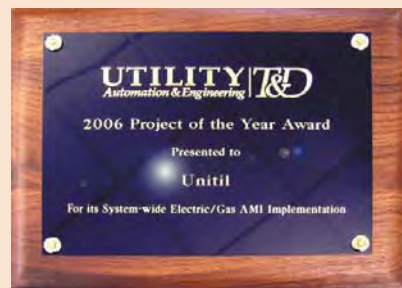 UTILITY T&D
Automation & Engineering
2006 Project of the Year Award
Presented to
Unitil
For its System-wide Electric/Gas AMI Implementation